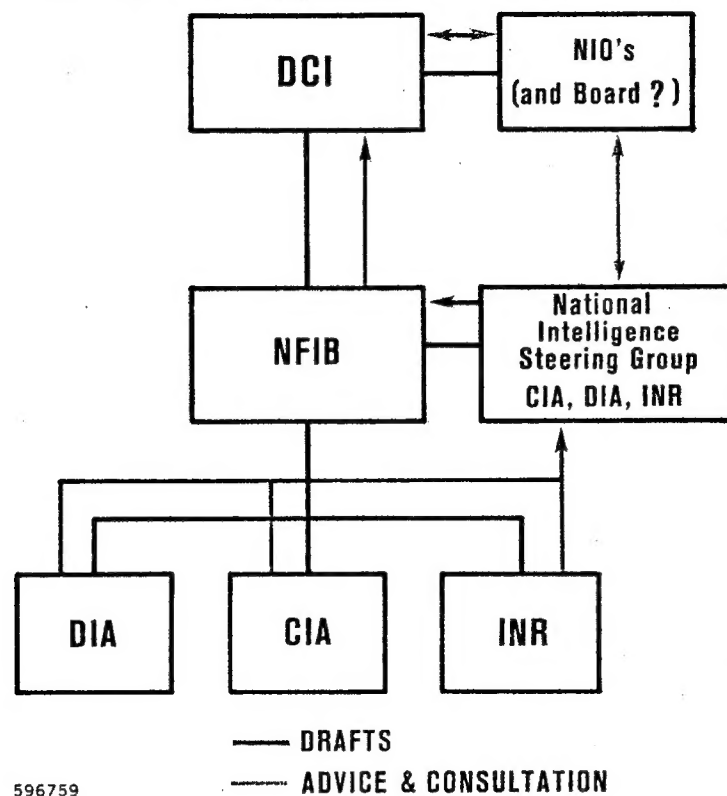 DCI
NIO's
(and Board ?)
NFIB
National
Intelligence
Steering Group
CIA, DIA, INR
DIA
CIA
INR
DRAFTS
ADVICE & CONSULTATION
596759